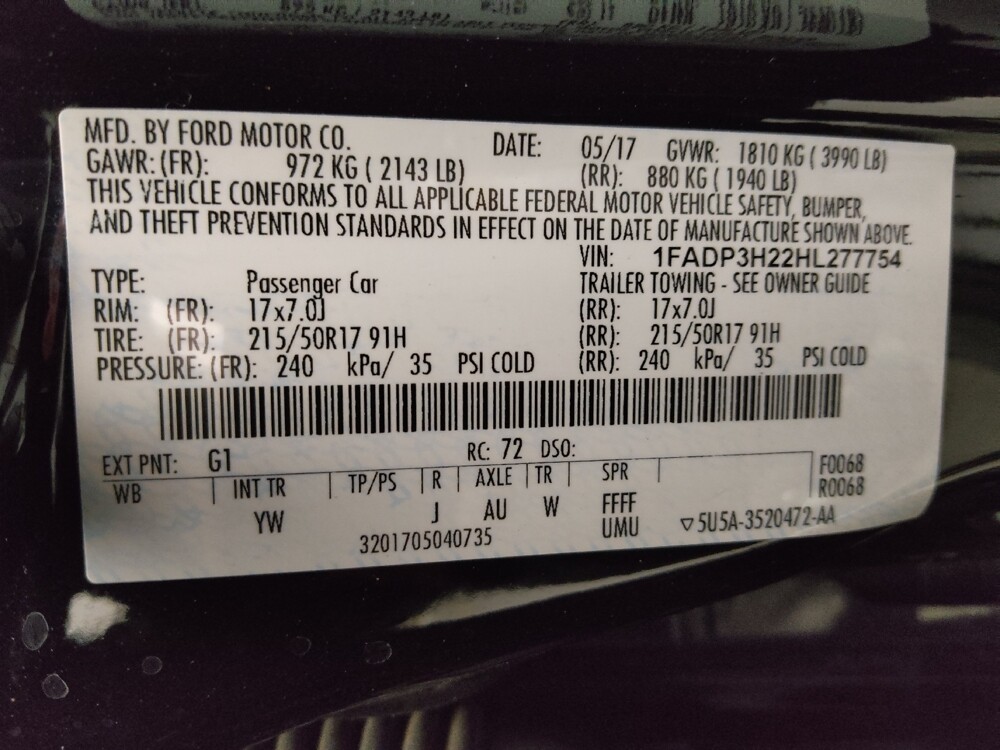 MFD. BY FORD MOTOR CO. DATE: 05/17 GVWR: 1810 KG ( 3990 LB)
GAWR: (FR): 972 KG ( 2143 LB) (RR): 880 KG ( 1940 LB)
THIS VEHICLE CONFORMS TO ALL APPLICABLE FEDERAL MOTOR VEHICLE SAFETY, BUMPER,
AND THEFT PREVENTION STANDARDS IN EFFECT ON THE DATE OF MANUFACTURE SHOWN ABOVE.
VIN: 1FADP3H22HL277754
TYPE: Passenger Car TRAILER TOWING - SEE OWNER GUIDE
RIM: (FR): 17x7.0J (RR): 17x7.0J
TIRE: (FR): 215/50R17 91H (RR): 215/50R17 91H
PRESSURE: (FR): 240 kPa/ 35 PSI COLD (RR): 240 kPa/ 35 PSI COLD
EXT PNT: G1 RC: 72 DSO:
WB INT TR TP/PS R AXLE TR SPR F0068
R0068
YW J AU W FFFF
UMU
3201705040735 ▽5U5A-3520472-AA